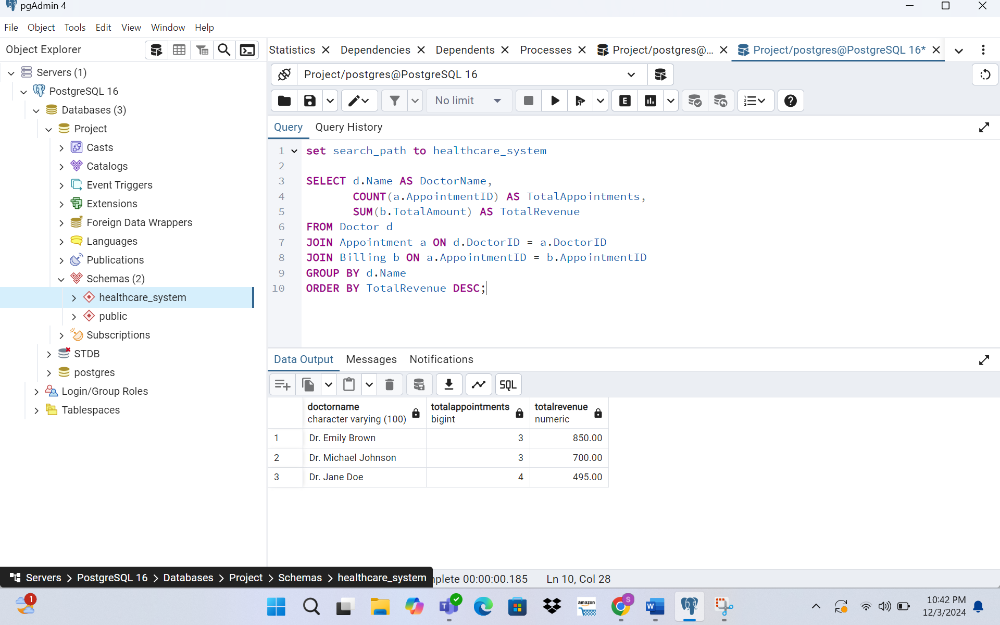 pgAdmin 4
File Object Tools Edit View Window Help
Object Explorer
Statistics Dependencies Dependents Processes Project/postgres@... Project/postgres@PostgreSQL 16*
Servers (1)
PostgreSQL 16
Databases (3)
Project
Casts
Catalogs
Event Triggers
Extensions
Foreign Data Wrappers
Languages
Publications
Schemas (2)
healthcare_system
public
Subscriptions
STDB
postgres
Login/Group Roles
Tablespaces
Project/postgres@PostgreSQL 16
No limit
E
Query Query History
1 set search_path to healthcare_system
2
3 SELECT d.Name AS DoctorName,
4 COUNT(a.AppointmentID) AS TotalAppointments,
5 SUM(b.TotalAmount) AS TotalRevenue
6 FROM Doctor d
7 JOIN Appointment a ON d.DoctorID = a.DoctorID
8 JOIN Billing b ON a.AppointmentID = b.AppointmentID
9 GROUP BY d.Name
10 ORDER BY TotalRevenue DESC;
Data Output Messages Notifications
SQL
doctorname totalappointments totalrevenue
character varying (100) bigint numeric
1 Dr. Emily Brown 3 850.00
2 Dr. Michael Johnson 3 700.00
3 Dr. Jane Doe 4 495.00
Servers PostgreSQL 16 Databases Project Schemas healthcare_system
nplete 00:00:00.185 Ln 10, Col 28
1
T
amazon
S
W
10:42 PM
12/3/2024